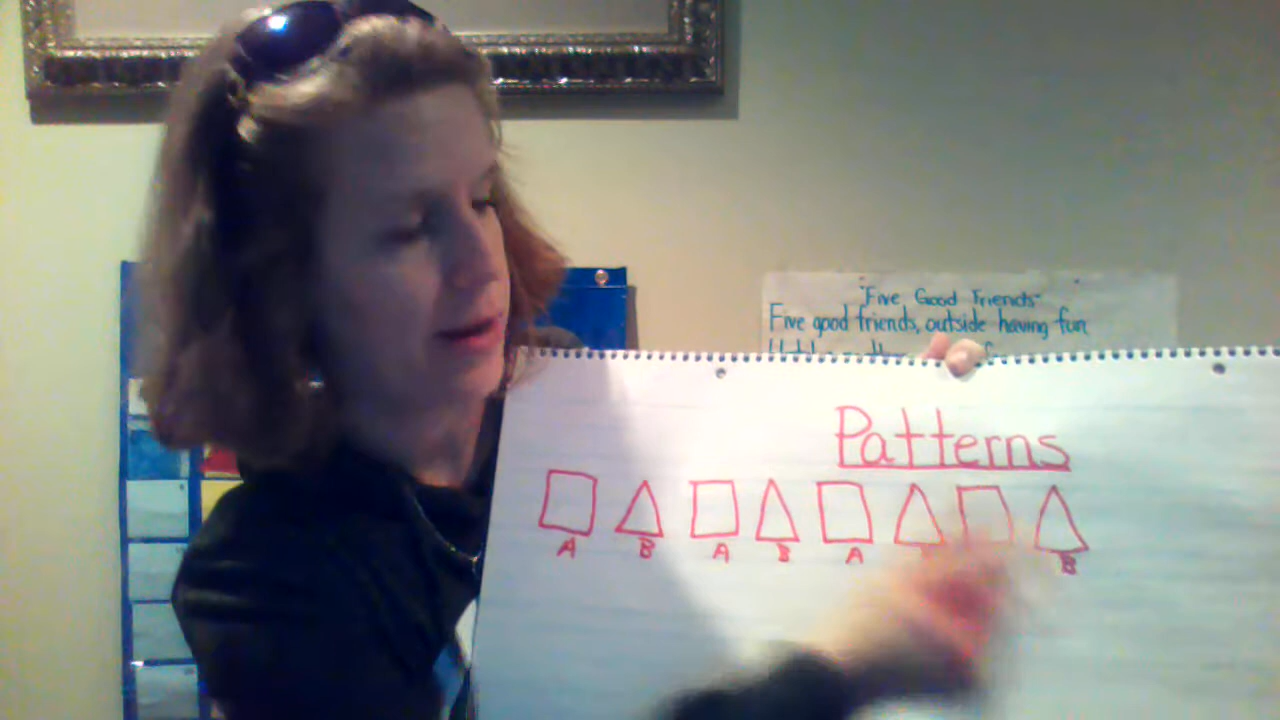 "Five Good Friends"
Five good friends, outside having fun
Patterns
A B A B A B